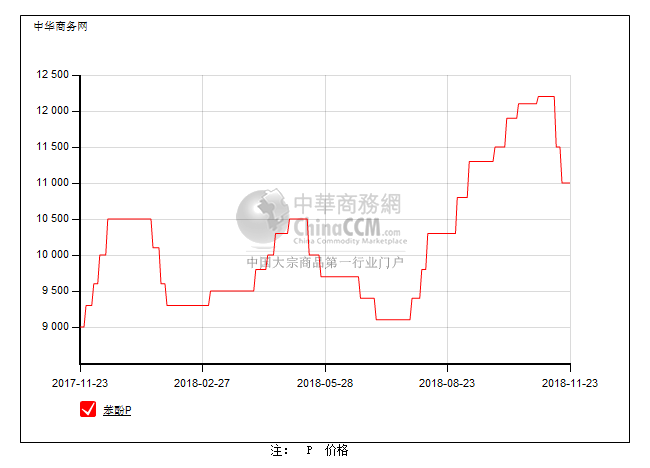 中华商务网
12 500
12 000
11 500
11 000
10 500
10 000
9 500
9 000
中華商務網
ChinaCCM.com
China Commodity Marketplace
中国大宗商品第一行业门户
2017-11-23
2018-02-27
2018-05-28
2018-08-23
2018-11-23
苯酚P
注： P 价格